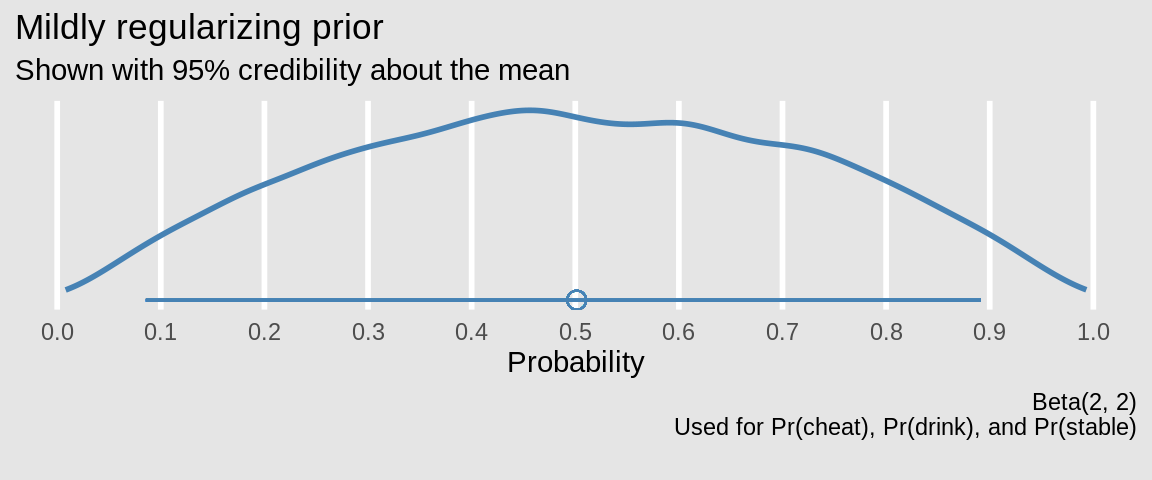 Mildly regularizing prior
Shown with 95% credibility about the mean
0.0 0.1 0.2 0.3 0.4 0.5 0.6 0.7 0.8 0.9 1.0
Probability
Beta(2, 2)
Used for Pr(cheat), Pr(drink), and Pr(stable)